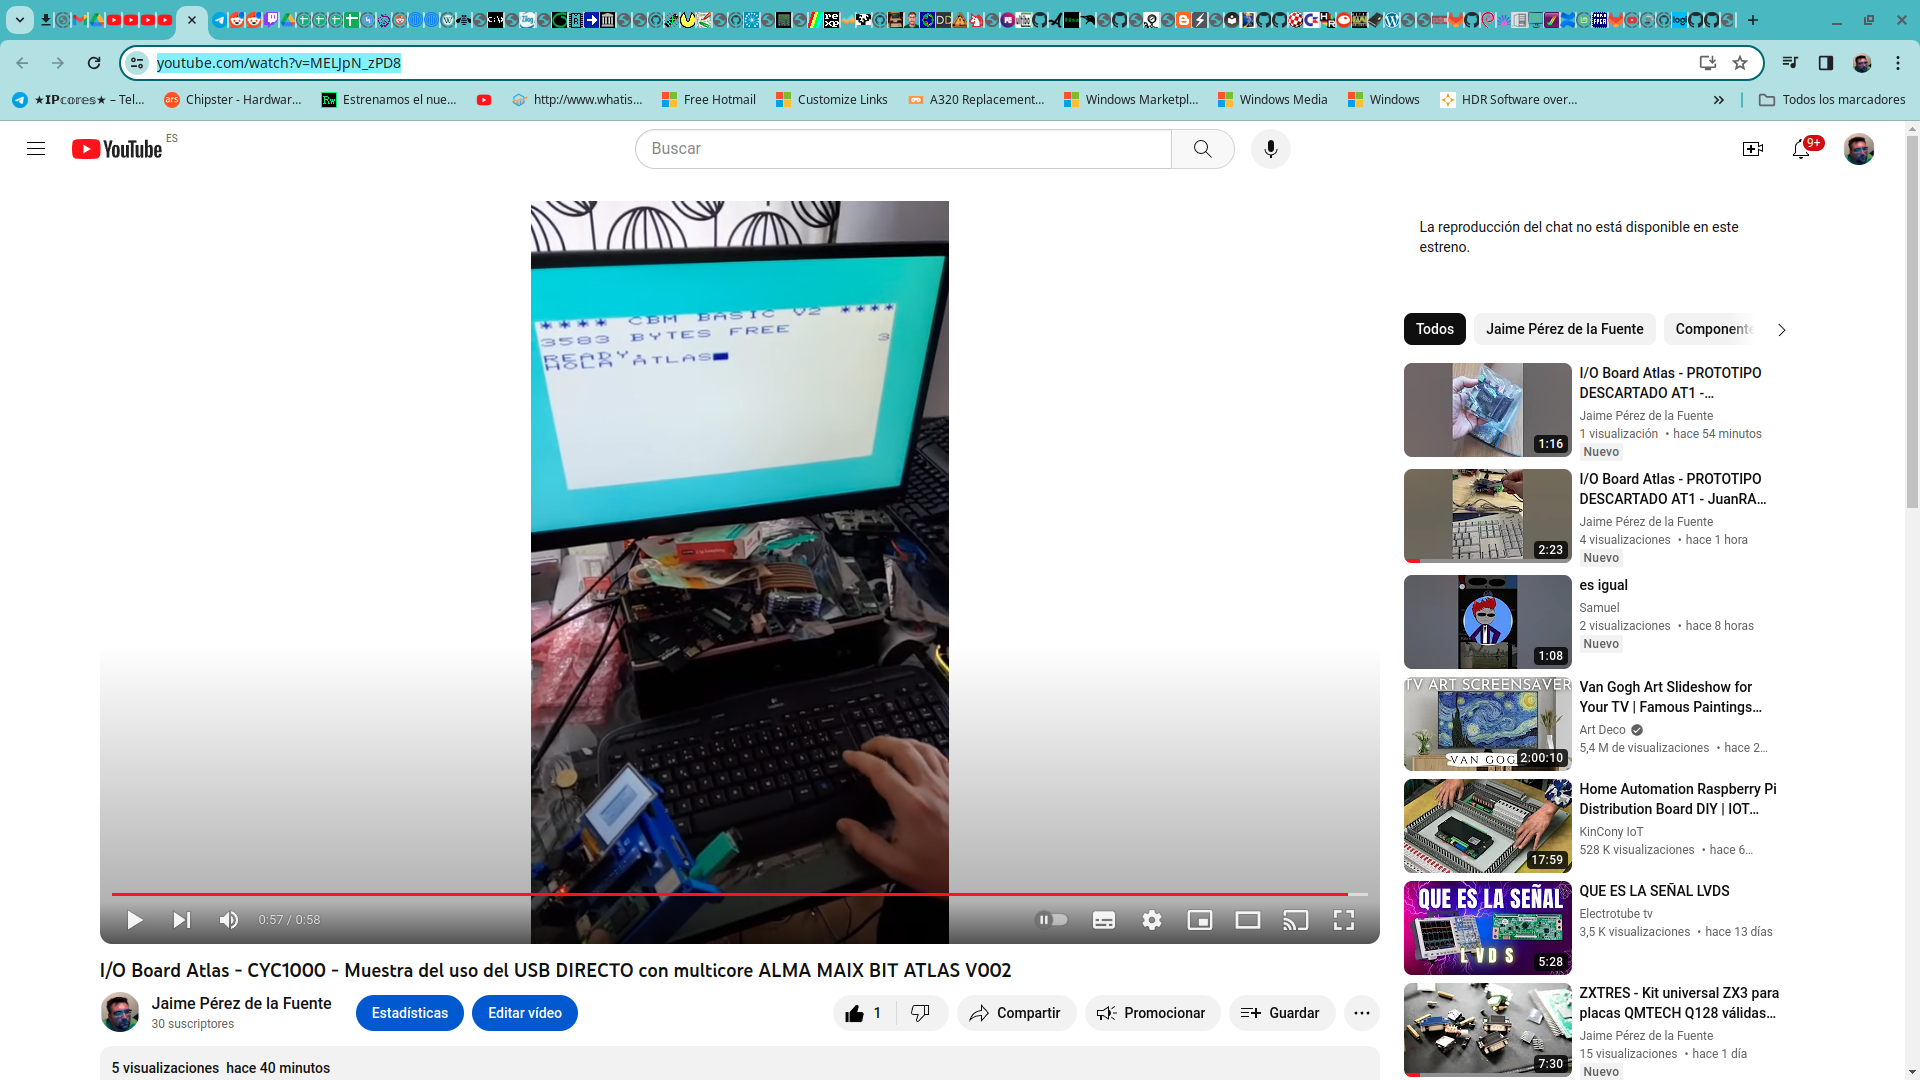 youtube.com/watch?v=MELJpN_zPD8
★IPcores★ – Tel...
Chipster - Hardwar...
Estrenamos el nue...
http://www.whatis...
Free Hotmail
Customize Links
A320 Replacement...
Windows Marketpl...
Windows Media
Windows
HDR Software over...
Todos los marcadores
YouTube ES
Buscar
9+
**** CBM BASIC V2 ****
3583 BYTES FREE
READY.
HOLA ATLAS
0:57 / 0:58
I/O Board Atlas - CYC1000 - Muestra del uso del USB DIRECTO con multicore ALMA MAIX BIT ATLAS V002
Jaime Pérez de la Fuente
30 suscriptores
Estadísticas
Editar vídeo
1
Compartir
Promocionar
Guardar
5 visualizaciones hace 40 minutos
La reproducción del chat no está disponible en este
estreno.
Todos
Jaime Pérez de la Fuente
Componente
1:16
I/O Board Atlas - PROTOTIPO
DESCARTADO AT1 -...
Jaime Pérez de la Fuente
1 visualización • hace 54 minutos
Nuevo
2:23
I/O Board Atlas - PROTOTIPO
DESCARTADO AT1 - JuanRA...
Jaime Pérez de la Fuente
4 visualizaciones • hace 1 hora
Nuevo
1:08
es igual
Samuel
2 visualizaciones • hace 8 horas
Nuevo
TV ART SCREENSAVER
VAN GOG
2:00:10
Van Gogh Art Slideshow for
Your TV | Famous Paintings...
Art Deco
5,4 M de visualizaciones • hace 2...
17:59
Home Automation Raspberry Pi
Distribution Board DIY | IOT...
KinCony IoT
528 K visualizaciones • hace 6...
QUE ES LA SEÑAL
LVDS
5:28
QUE ES LA SEÑAL LVDS
Electrotube tv
3,5 K visualizaciones • hace 13 días
7:30
ZXTRES - Kit universal ZX3 para
placas QMTECH Q128 válidas...
Jaime Pérez de la Fuente
15 visualizaciones • hace 1 día
Nuevo